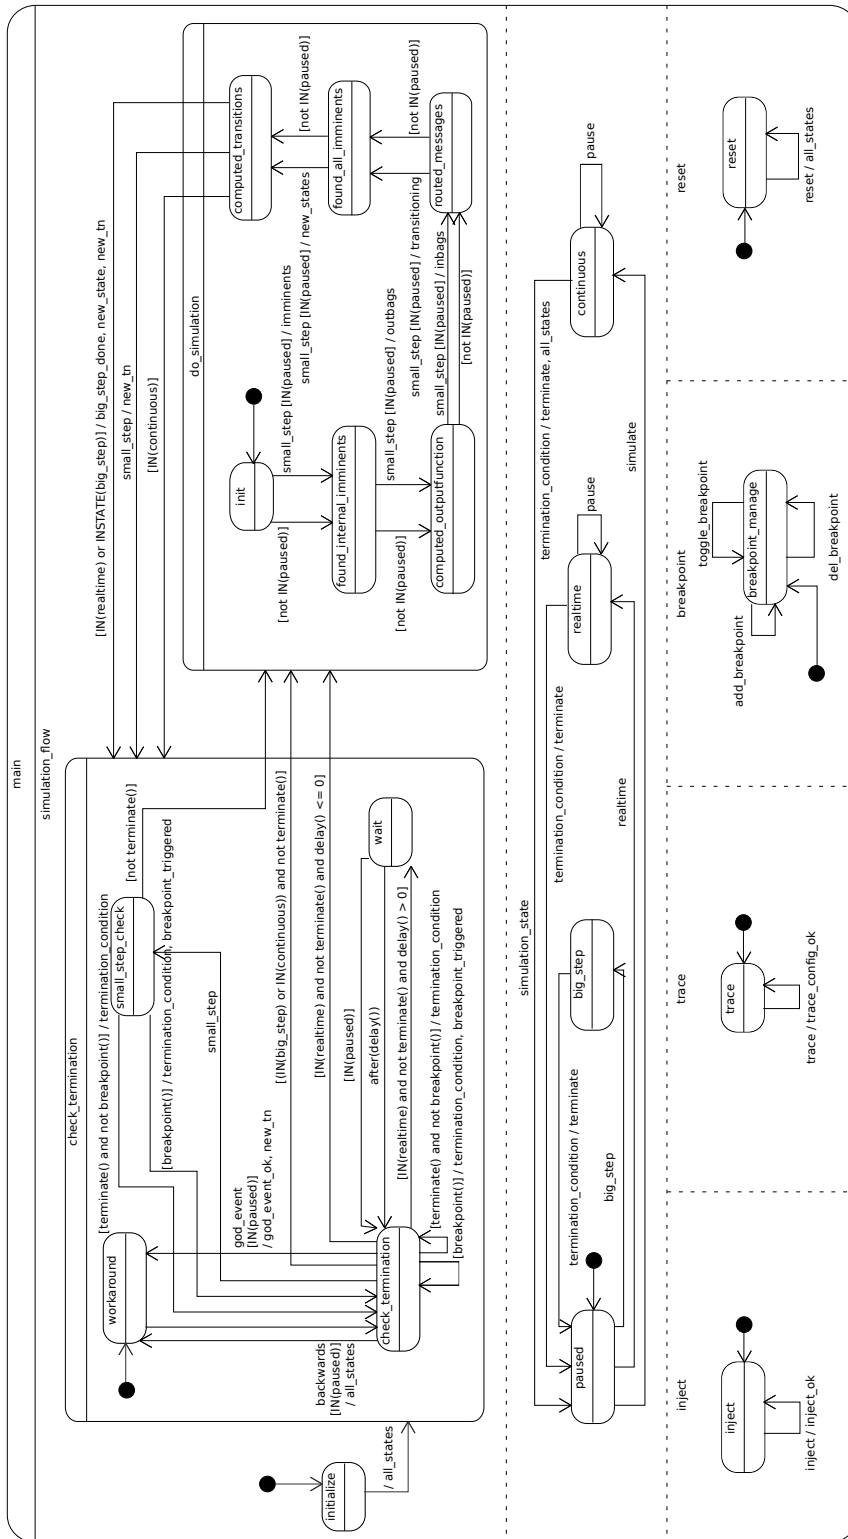 main
simulation_flow
initialize
/ all_states
check_termination
workaround
small_step_check
check_termination
wait
backwards
[IN(paused)]
/ all_states
god_event
[IN(paused)]
/ god_event_ok, new_tn
[terminate() and not breakpoint()] / termination_condition
[breakpoint()] / termination_condition, breakpoint_triggered
small_step
[not terminate()]
[(IN(big_step) or IN(continuous)) and not terminate()]
[IN(realtime) and not terminate() and delay() <= 0]
[IN(paused)]
after(delay())
[IN(realtime) and not terminate() and delay() > 0]
[terminate() and not breakpoint()] / termination_condition
[breakpoint()] / termination_condition, breakpoint_triggered
[IN(realtime) or INSTATE(big_step)] / big_step_done, new_state, new_tn
small_step / new_tn
[IN(continuous)]
do_simulation
init
[not IN(paused)]
small_step [IN(paused] / imminents
found_internal_imminents
[not IN(paused)]
small_step [IN(paused] / outbags
computed_outputfunction
small_step [IN(paused] / inbags
[not IN(paused)]
routed_messages
small_step [IN(paused] / transitioning
[not IN(paused)]
found_all_imminents
small_step [IN(paused] / new_states
[not IN(paused)]
computed_transitions
simulation_state
paused
big_step
realtime
continuous
termination_condition / terminate
big_step
termination_condition / terminate
realtime
termination_condition / terminate, all_states
simulate
pause
pause
inject
inject
inject / inject_ok
trace
trace
trace / trace_config_ok
breakpoint
breakpoint_manage
add_breakpoint
toggle_breakpoint
del_breakpoint
reset
reset
reset / all_states